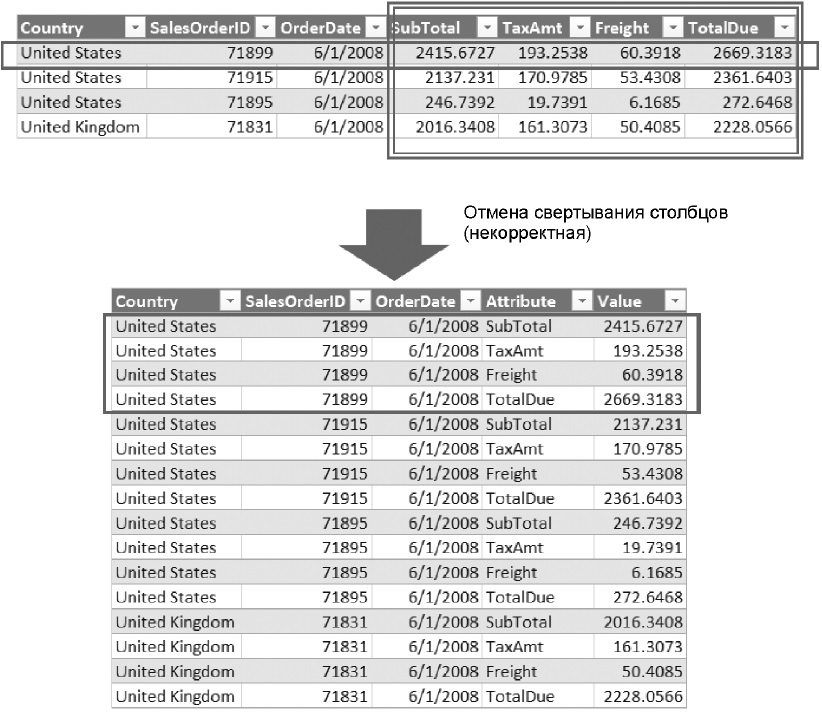 Country SalesOrderID OrderDate SubTotal TaxAmt Freight TotalDue
United States 71899 6/1/2008 2415.6727 193.2538 60.3918 2669.3183
United States 71915 6/1/2008 2137.231 170.9785 53.4308 2361.6403
United States 71895 6/1/2008 246.7392 19.7391 6.1685 272.6468
United Kingdom 71831 6/1/2008 2016.3408 161.3073 50.4085 2228.0566
Отмена свертывания столбцов
(некорректная)
Country SalesOrderID OrderDate Attribute Value
United States 71899 6/1/2008 SubTotal 2415.6727
United States 71899 6/1/2008 TaxAmt 193.2538
United States 71899 6/1/2008 Freight 60.3918
United States 71899 6/1/2008 TotalDue 2669.3183
United States 71915 6/1/2008 SubTotal 2137.231
United States 71915 6/1/2008 TaxAmt 170.9785
United States 71915 6/1/2008 Freight 53.4308
United States 71915 6/1/2008 TotalDue 2361.6403
United States 71895 6/1/2008 SubTotal 246.7392
United States 71895 6/1/2008 TaxAmt 19.7391
United States 71895 6/1/2008 Freight 6.1685
United States 71895 6/1/2008 TotalDue 272.6468
United Kingdom 71831 6/1/2008 SubTotal 2016.3408
United Kingdom 71831 6/1/2008 TaxAmt 161.3073
United Kingdom 71831 6/1/2008 Freight 50.4085
United Kingdom 71831 6/1/2008 TotalDue 2228.0566